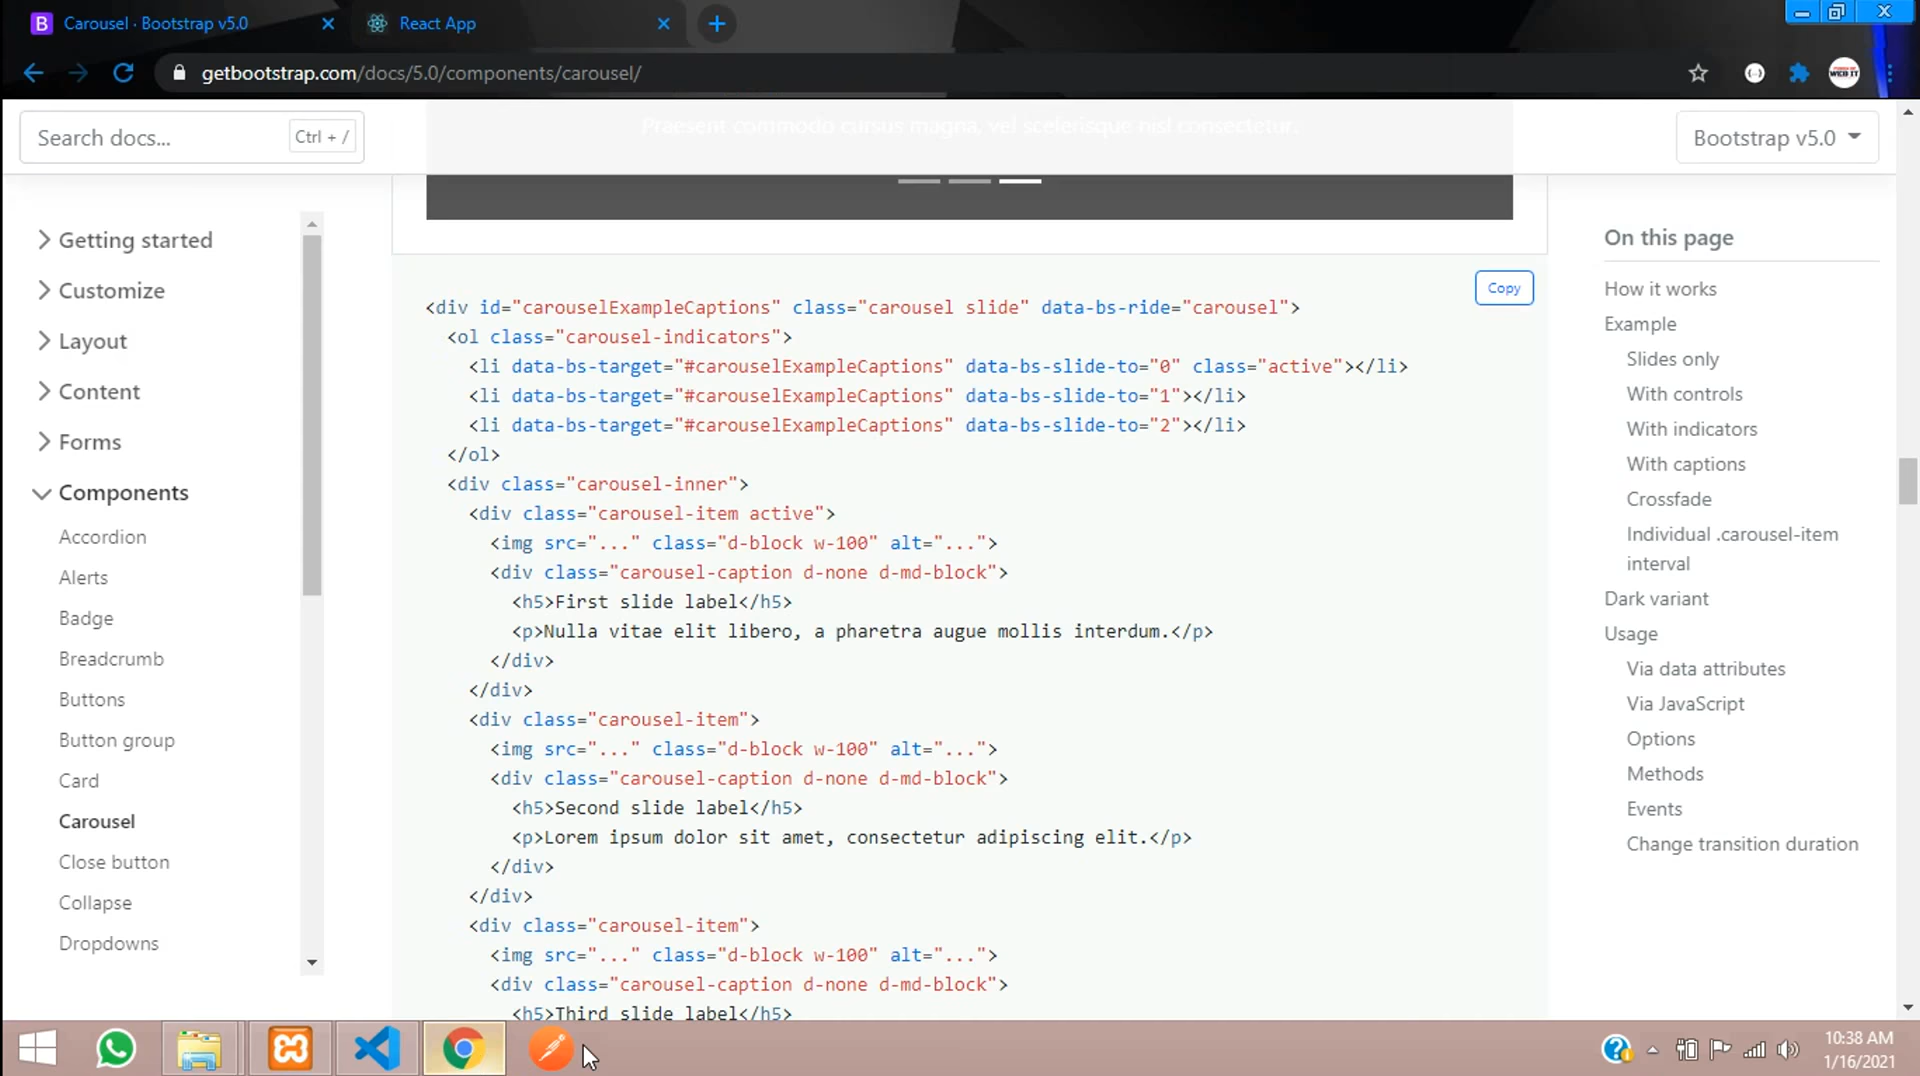 B Carousel · Bootstrap v5.0
React App
getbootstrap.com/docs/5.0/components/carousel/
WEB IT
Search docs...
Ctrl + /
Praesent commodo cursus magna, vel scelerisque nisl consectetur.
Bootstrap v5.0
Getting started
Customize
Layout
Content
Forms
Components
Accordion
Alerts
Badge
Breadcrumb
Buttons
Button group
Card
Carousel
Close button
Collapse
Dropdowns
Copy
<div id="carouselExampleCaptions" class="carousel slide" data-bs-ride="carousel">
<ol class="carousel-indicators">
<li data-bs-target="#carouselExampleCaptions" data-bs-slide-to="0" class="active"></li>
<li data-bs-target="#carouselExampleCaptions" data-bs-slide-to="1"></li>
<li data-bs-target="#carouselExampleCaptions" data-bs-slide-to="2"></li>
</ol>
<div class="carousel-inner">
<div class="carousel-item active">
<img src="..." class="d-block w-100" alt="...">
<div class="carousel-caption d-none d-md-block">
<h5>First slide label</h5>
<p>Nulla vitae elit libero, a pharetra augue mollis interdum.</p>
</div>
</div>
<div class="carousel-item">
<img src="..." class="d-block w-100" alt="...">
<div class="carousel-caption d-none d-md-block">
<h5>Second slide label</h5>
<p>Lorem ipsum dolor sit amet, consectetur adipiscing elit.</p>
</div>
</div>
<div class="carousel-item">
<img src="..." class="d-block w-100" alt="...">
<div class="carousel-caption d-none d-md-block">
<h5>Third slide label</h5>
On this page
How it works
Example
Slides only
With controls
With indicators
With captions
Crossfade
Individual .carousel-item
interval
Dark variant
Usage
Via data attributes
Via JavaScript
Options
Methods
Events
Change transition duration
10:38 AM
1/16/2021